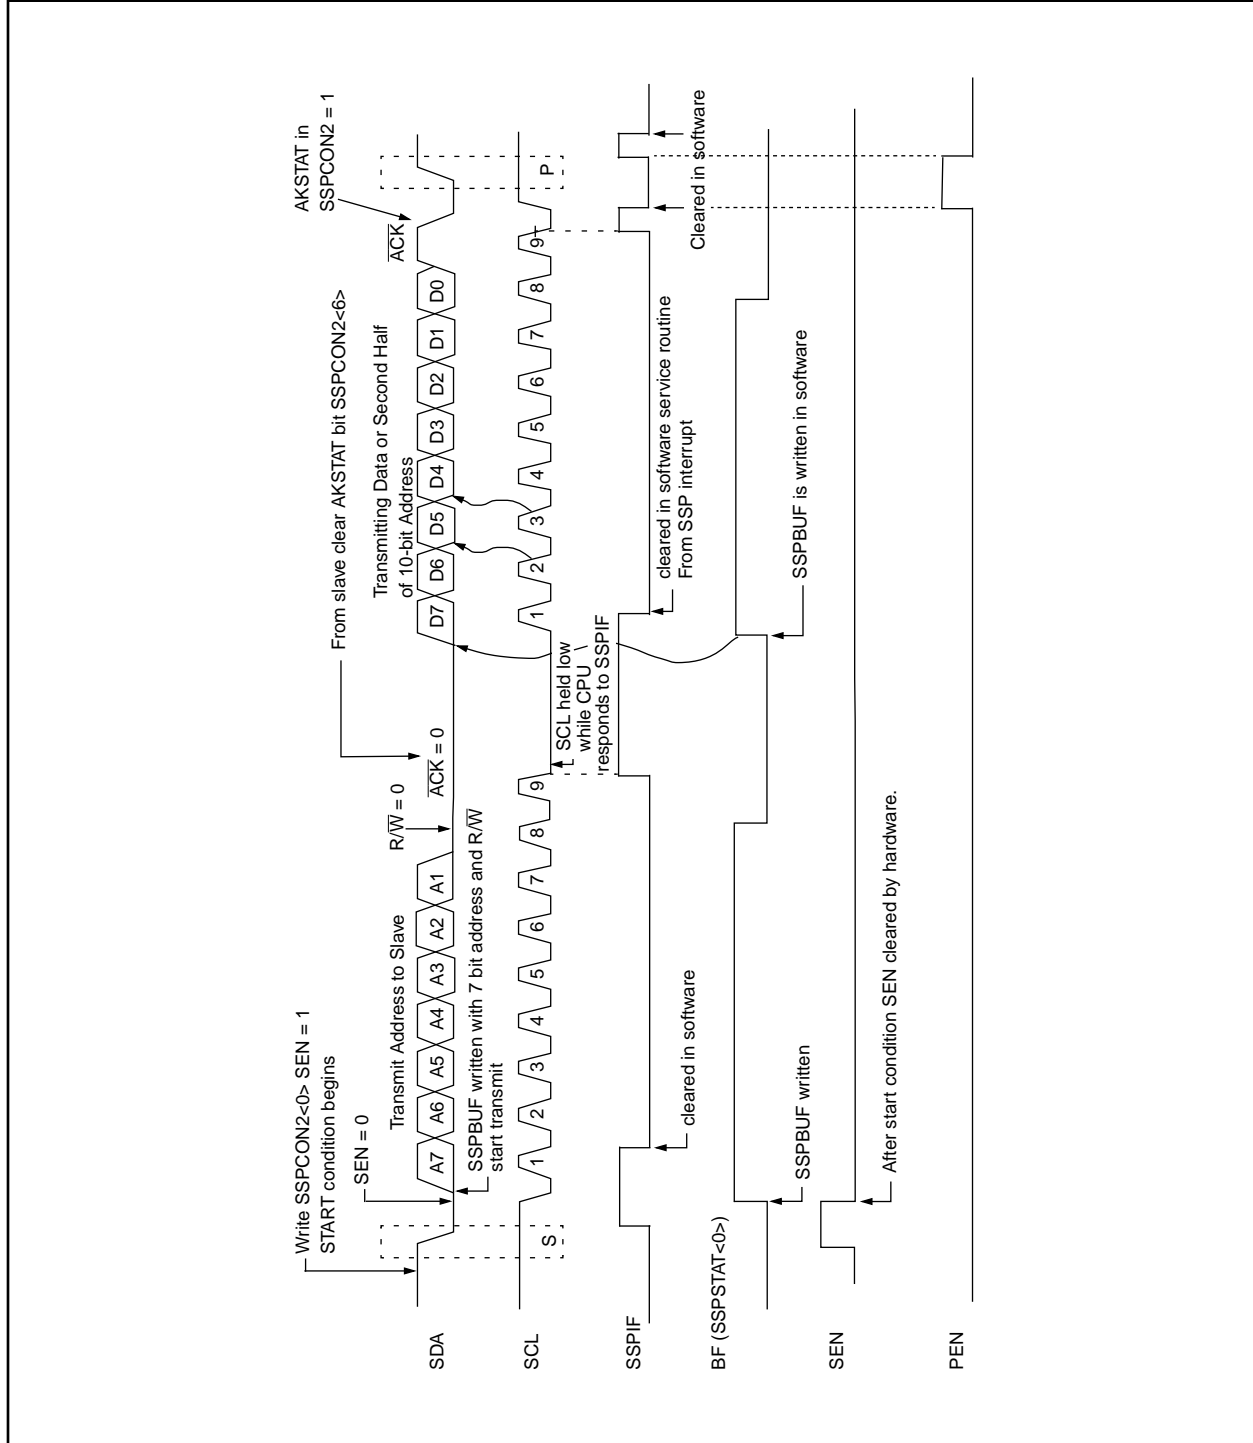 Write SSPCON2<0> SEN = 1
START condition begins
SEN = 0
Transmit Address to Slave
R/W = 0
ACK = 0
From slave clear AKSTAT bit SSPCON2<6>
Transmitting Data or Second Half
of 10-bit Address
ACK
AKSTAT in
SSPCON2 = 1
SDA
A7 A6 A5 A4 A3 A2 A1
D7 D6 D5 D4 D3 D2 D1 D0
SSPBUF written with 7 bit address and R/W
start transmit
SCL
S
1 2 3 4 5 6 7 8 9
1 2 3 4 5 6 7 8 9
P
SCL held low
while CPU
responds to SSPIF
SSPIF
cleared in software
cleared in software service routine
From SSP interrupt
Cleared in software
BF (SSPSTAT<0>)
SSPBUF written
SSPBUF is written in software
SEN
After start condition SEN cleared by hardware.
PEN